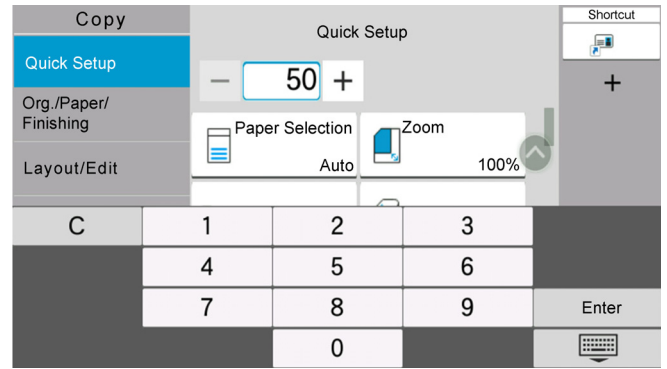 Copy
Quick Setup
Org./Paper/
Finishing
Layout/Edit
Quick Setup
− 50 +
Paper Selection
Auto
Zoom
100%
Shortcut
+
C 1 2 3
4 5 6
7 8 9 Enter
0